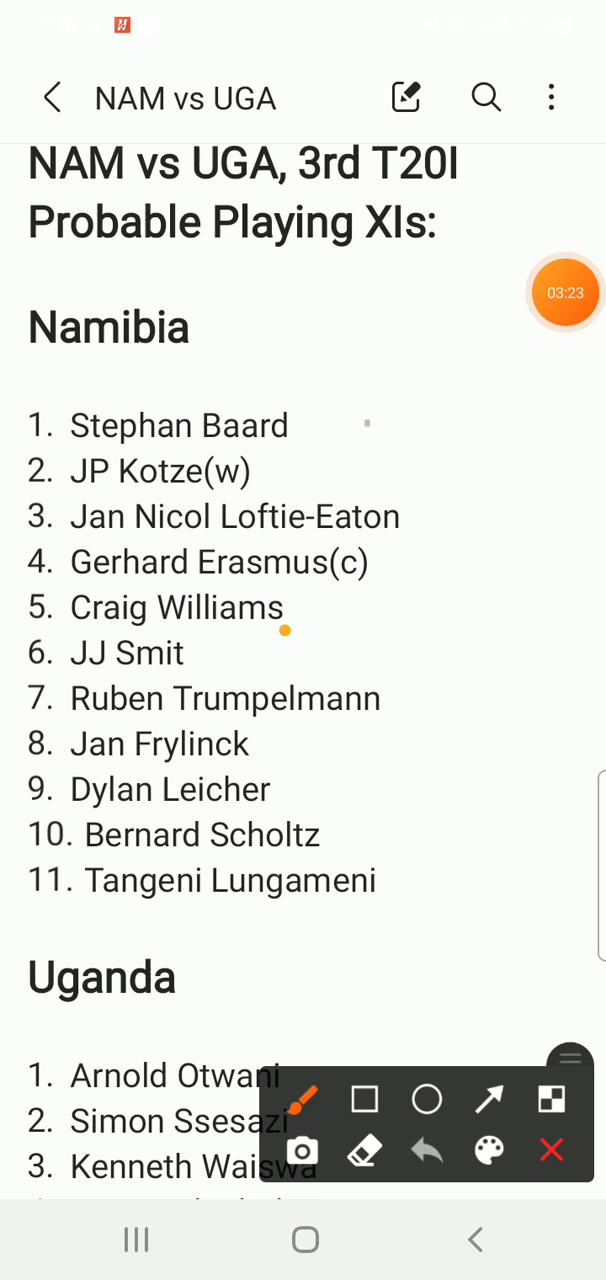 NAM vs UGA
NAM vs UGA, 3rd T20I
Probable Playing XIs:
03:23
Namibia
1. Stephan Baard
2. JP Kotze(w)
3. Jan Nicol Loftie-Eaton
4. Gerhard Erasmus(c)
5. Craig Williams
6. JJ Smit
7. Ruben Trumpelmann
8. Jan Frylinck
9. Dylan Leicher
10. Bernard Scholtz
11. Tangeni Lungameni
Uganda
1. Arnold Otwani
2. Simon Ssesazi
3. Kenneth Waiswa